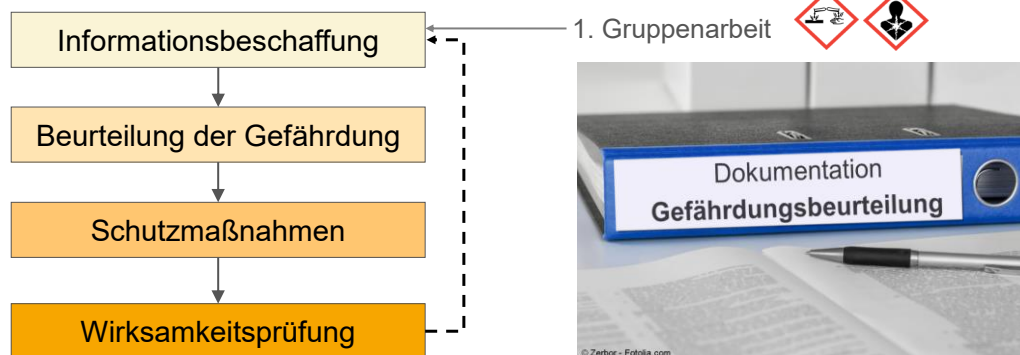 Informationsbeschaffung
1. Gruppenarbeit
Beurteilung der Gefährdung
Schutzmaßnahmen
Wirksamkeitsprüfung
Dokumentation
Gefährdungsbeurteilung
© Zerbor - Fotolia.com